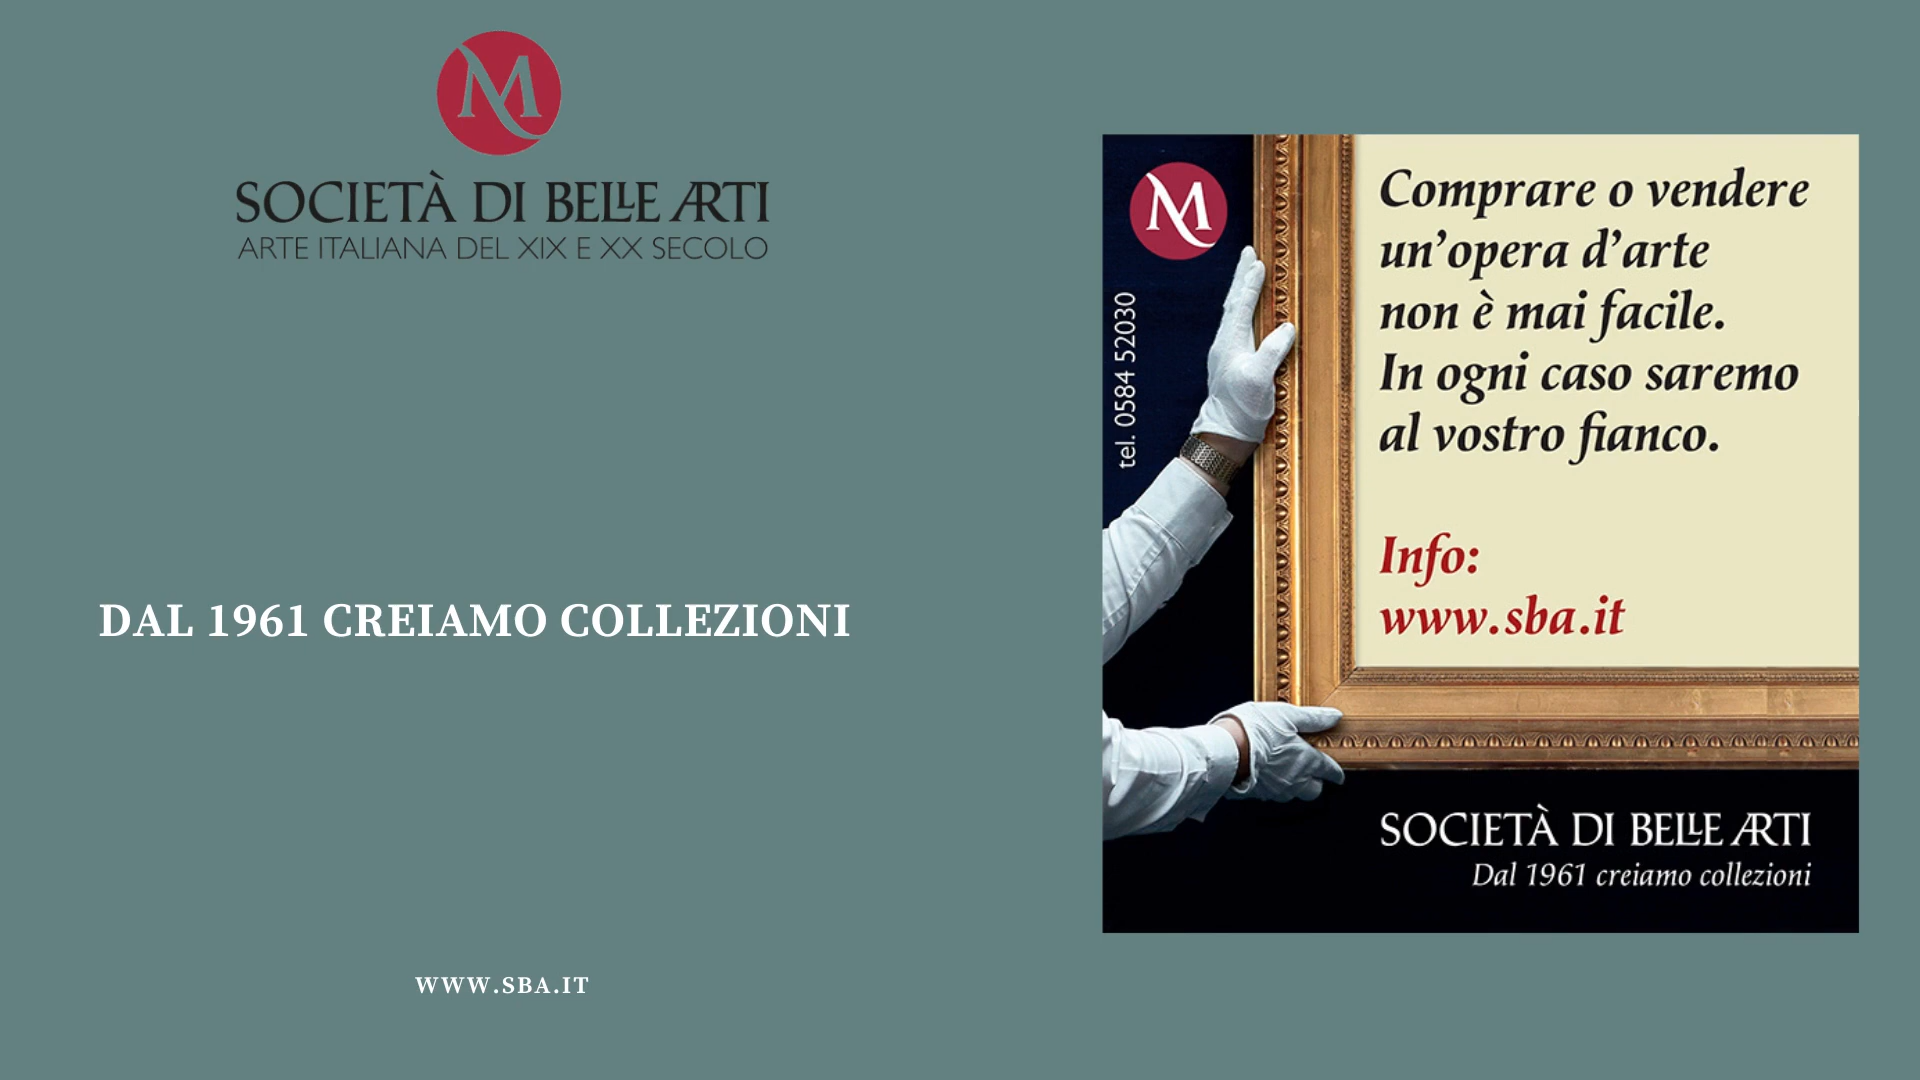 M
SOCIETÀ DI BELLE ARTI
ARTE ITALIANA DEL XIX E XX SECOLO
DAL 1961 CREIAMO COLLEZIONI
WWW.SBA.IT
M
tel. 0584 52030
Comprare o vendere
un’opera d’arte
non è mai facile.
In ogni caso saremo
al vostro fianco.
Info:
www.sba.it
SOCIETÀ DI BELLE ARTI
Dal 1961 creiamo collezioni